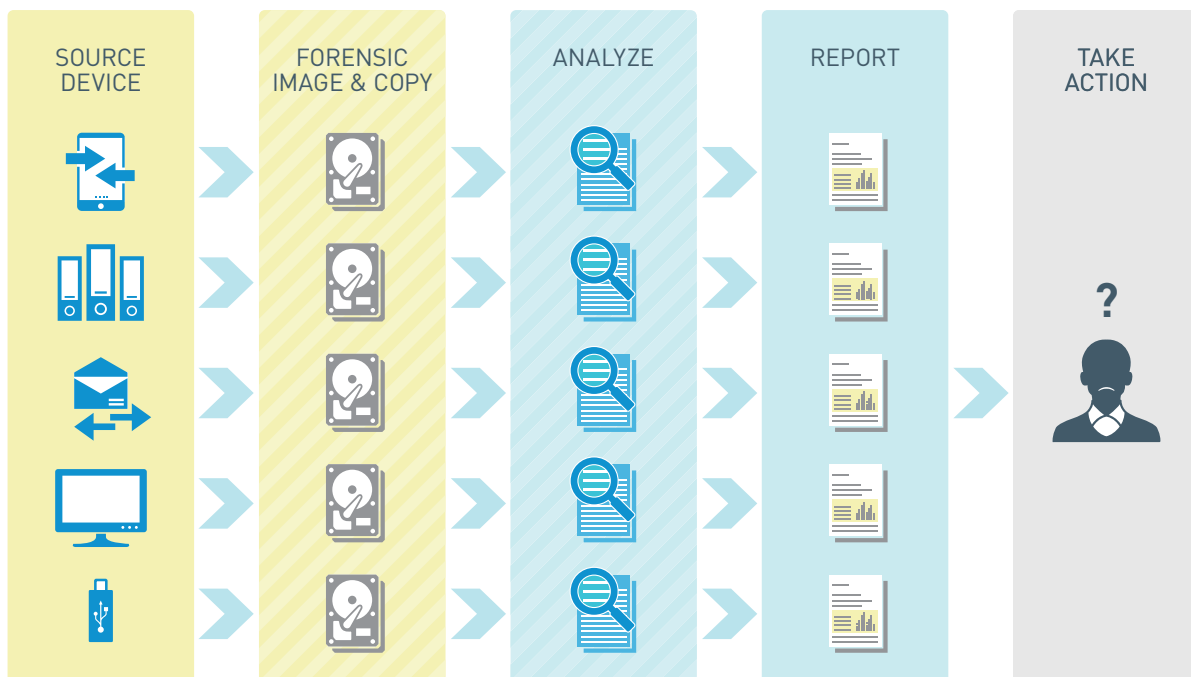 SOURCE
DEVICE
FORENSIC
IMAGE & COPY
ANALYZE
REPORT
TAKE
ACTION
?